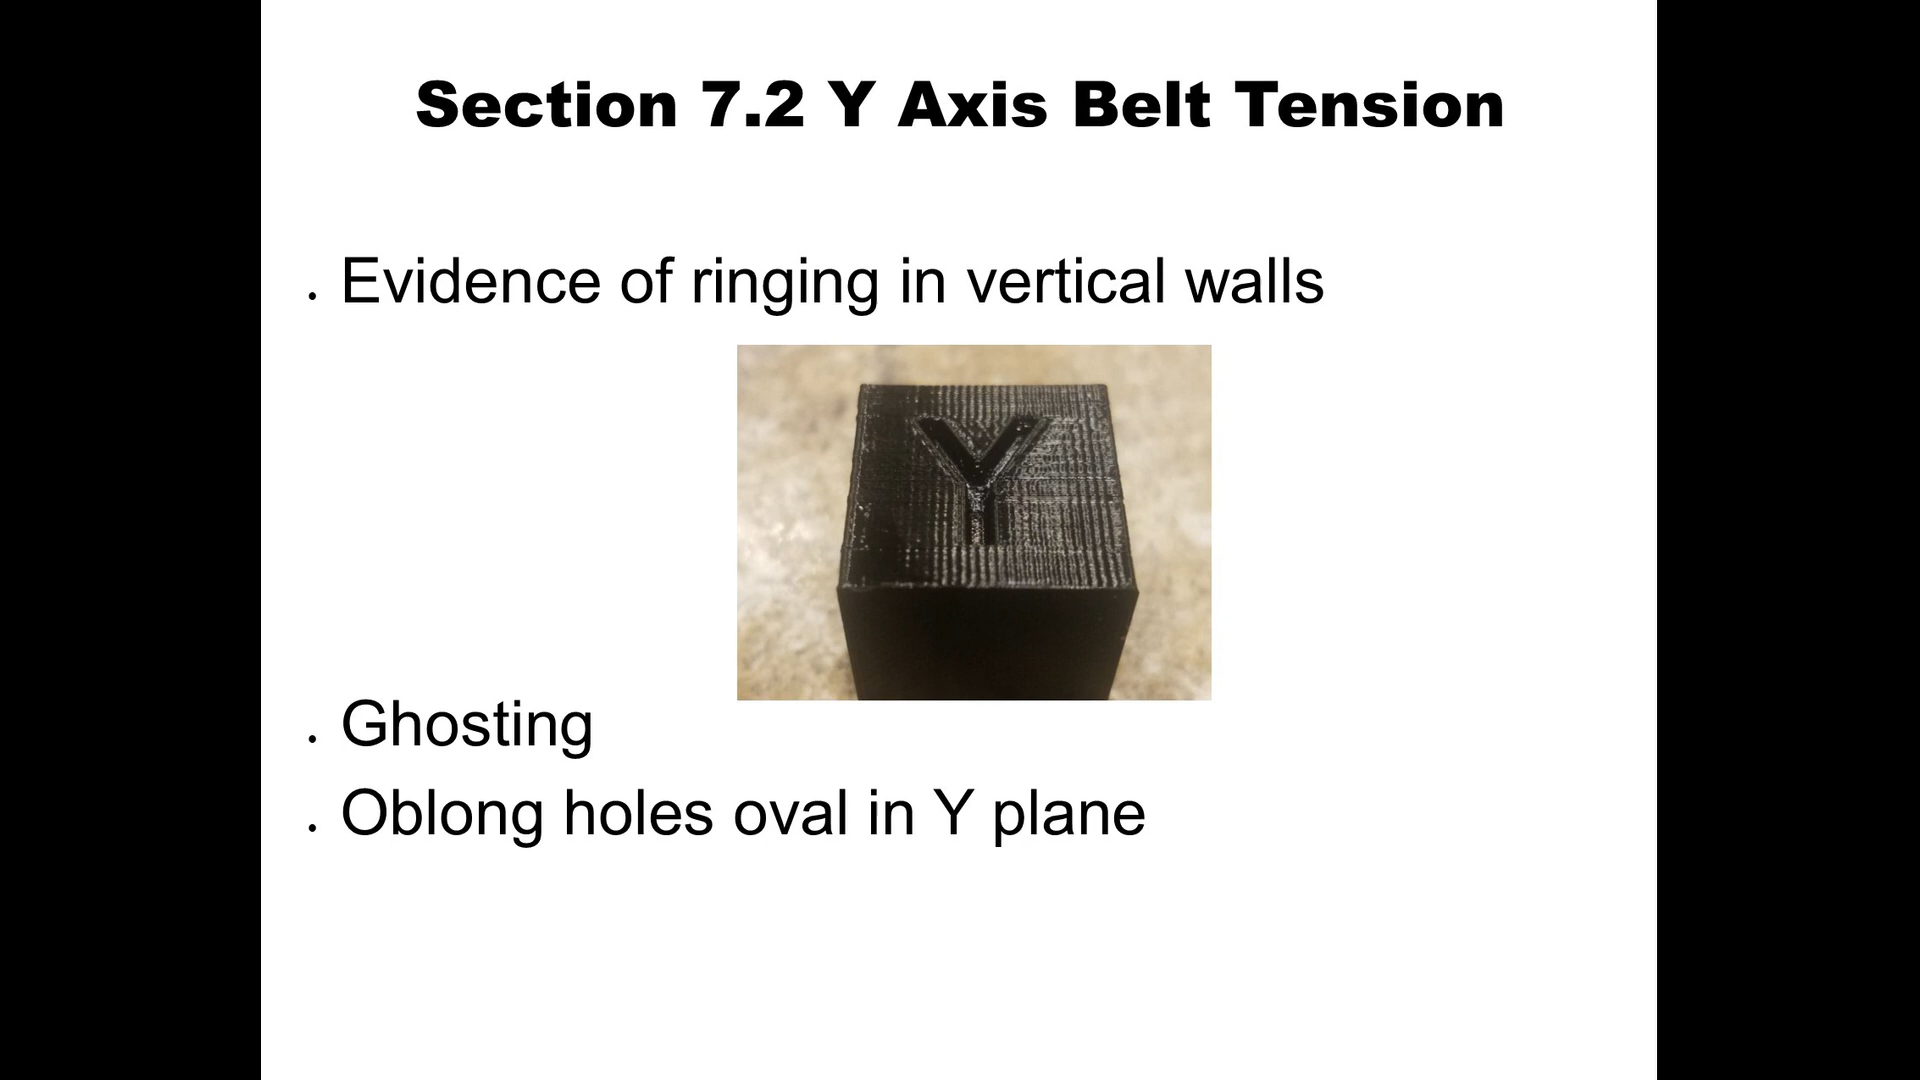 Section 7.2 Y Axis Belt Tension
• Evidence of ringing in vertical walls
Y
• Ghosting
• Oblong holes oval in Y plane